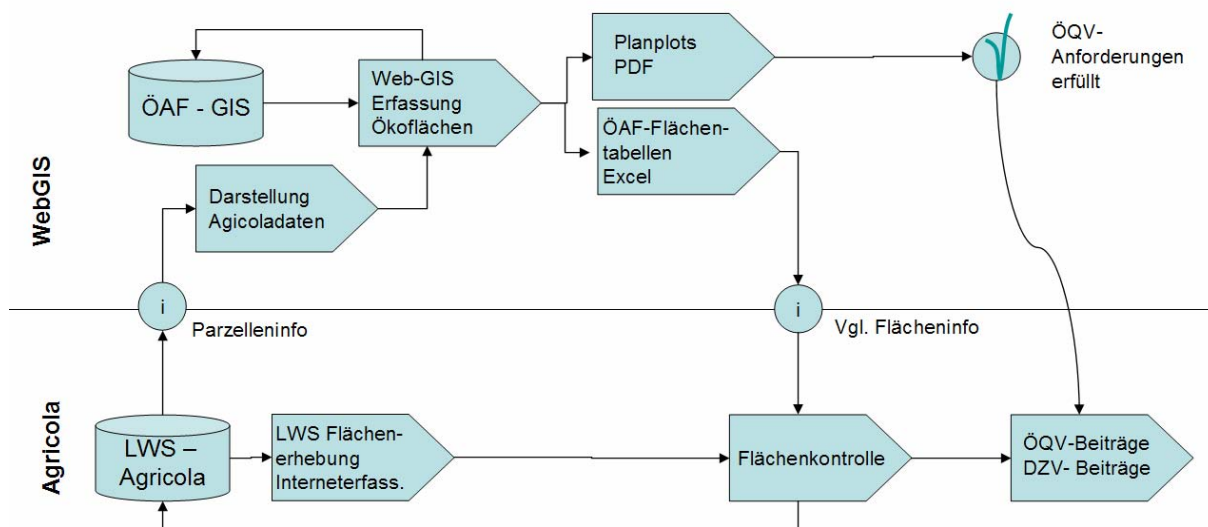 WebGIS
ÖAF - GIS
Web-GIS
Erfassung
Ökoflächen
Planplots
PDF
ÖQV-
Anforderungen
erfüllt
ÖAF-Flächen-
tabellen
Excel
Darstellung
Agicoladaten
i
Parzelleninfo
i
Vgl. Flächeninfo
Agricola
LWS –
Agricola
LWS Flächen-
erhebung
Interneterfass.
Flächenkontrolle
ÖQV-Beiträge
DZV- Beiträge